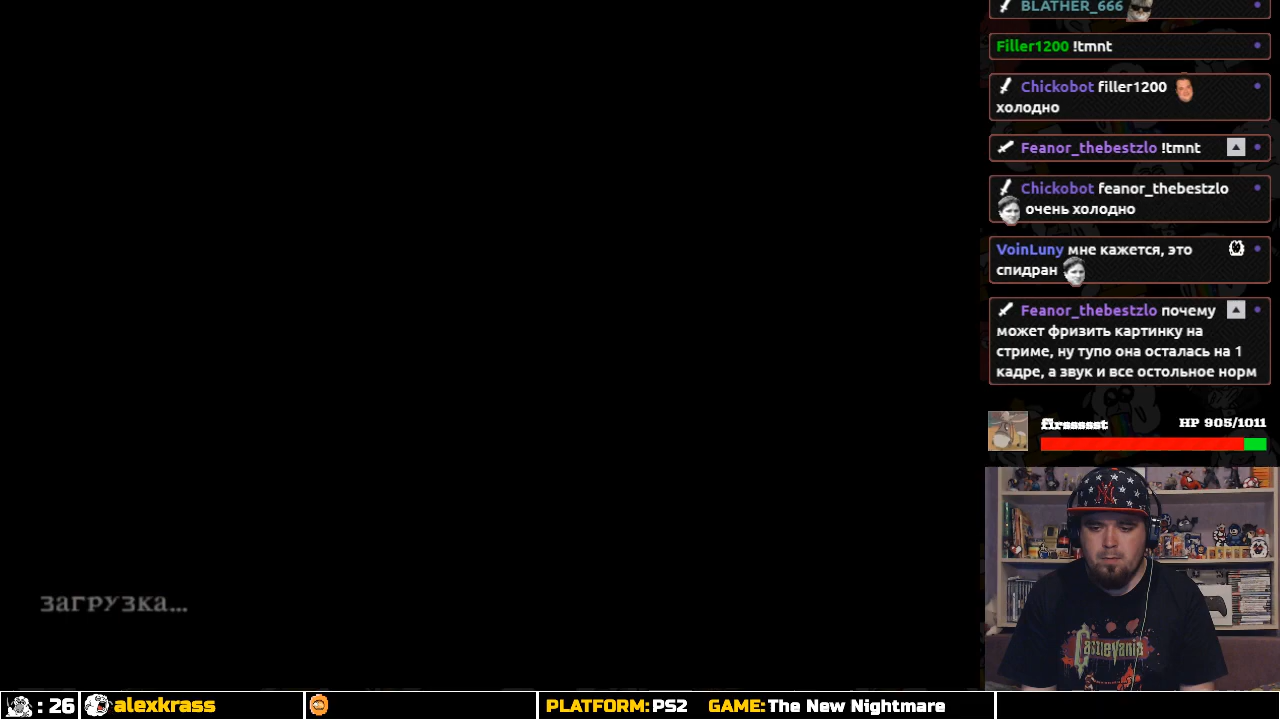 BLATHER_666
Filler1200 !tmnt
Chickobot filler1200
холодно
Feanor_thebestzlo !tmnt
Chickobot feanor_thebestzlo
очень холодно
VoinLuny мне кажется, это
спидран
Feanor_thebestzlo почему
может фризить картинку на
стриме, ну тупо она осталась на 1
кадре, а звук и все остольное норм
firssssst HP 905/1011
Castlevania
загрузка...
: 26 alexkrass PLATFORM: PS2 GAME: The New Nightmare